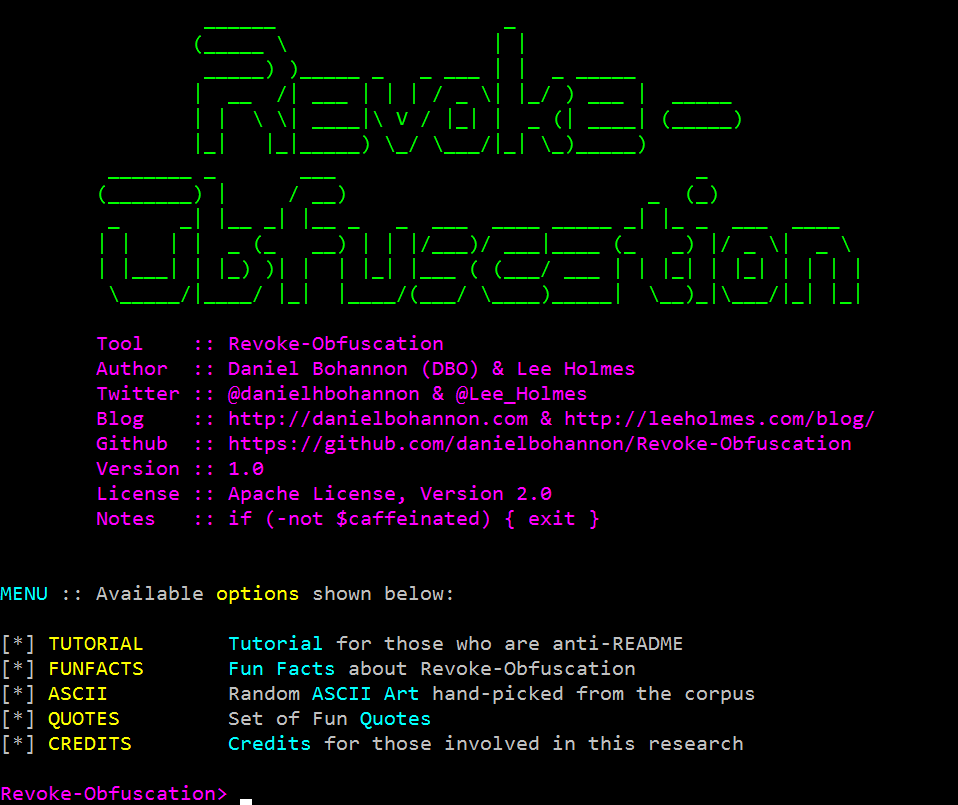 Revoke-
Obfuscation
Tool    :: Revoke-Obfuscation
Author  :: Daniel Bohannon (DBO) & Lee Holmes
Twitter :: @danielhbohannon & @Lee_Holmes
Blog    :: http://danielbohannon.com & http://leeholmes.com/blog/
Github  :: https://github.com/danielbohannon/Revoke-Obfuscation
Version :: 1.0
License :: Apache License, Version 2.0
Notes   :: if (-not $caffeinated) { exit }
MENU :: Available options shown below:
[*] TUTORIAL       Tutorial for those who are anti-README
[*] FUNFACTS       Fun Facts about Revoke-Obfuscation
[*] ASCII          Random ASCII Art hand-picked from the corpus
[*] QUOTES         Set of Fun Quotes
[*] CREDITS        Credits for those involved in this research
Revoke-Obfuscation>